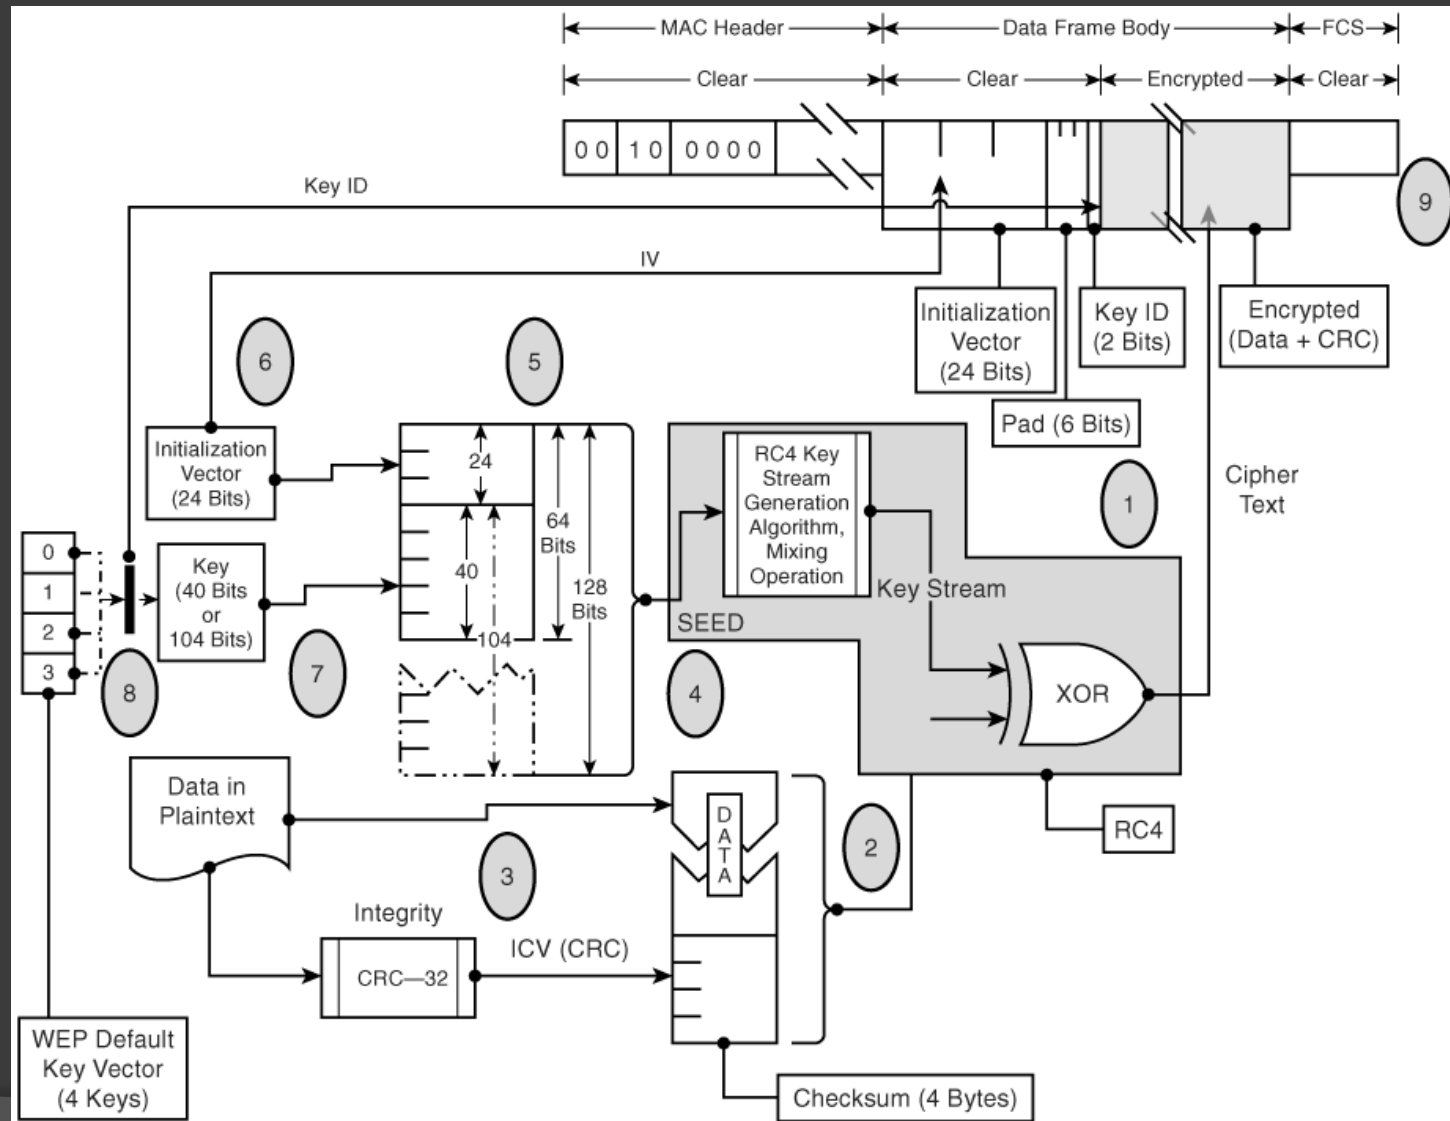 MAC Header
Data Frame Body
FCS
Clear
Clear
Encrypted
Clear
0 0
1 0
0 0 0 0
Key ID
9
IV
Initialization
Vector
(24 Bits)
Key ID
(2 Bits)
Encrypted
(Data + CRC)
6
5
Pad (6 Bits)
Initialization
Vector
(24 Bits)
24
RC4 Key
Stream
Generation
Algorithm,
Mixing
Operation
1
Cipher
Text
64
Bits
0
1
2
3
Key
(40 Bits
or
104 Bits)
40
128
Bits
Key Stream
SEED
104
7
8
4
XOR
Data in
Plaintext
DATA
2
RC4
3
Integrity
ICV (CRC)
CRC—32
WEP Default
Key Vector
(4 Keys)
Checksum (4 Bytes)